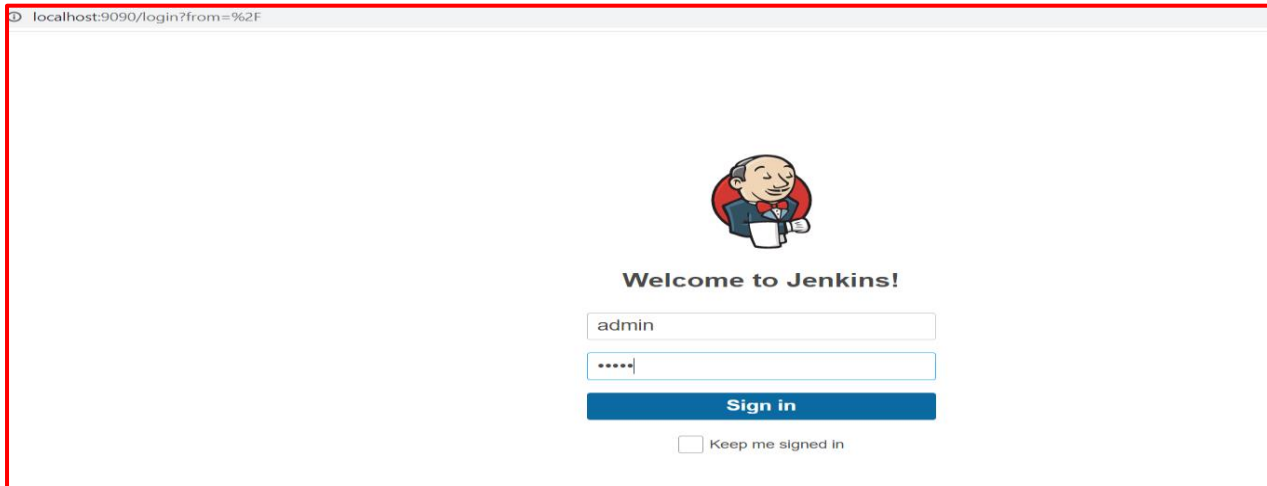 localhost:9090/login?from=%2F
Welcome to Jenkins!
admin
•••••
Sign in
Keep me signed in